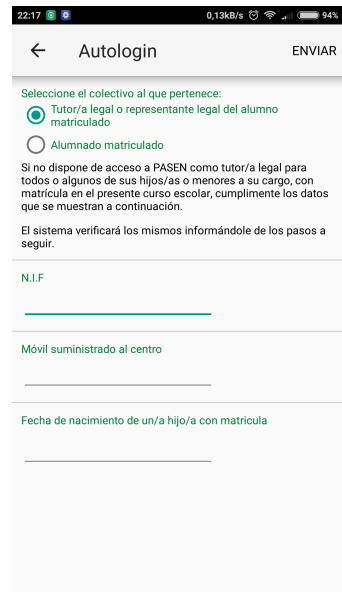 22:17 0,13kB/s 94%
Autologin ENVIAR
Seleccione el colectivo al que pertenece:
Tutor/a legal o representante legal del alumno
matriculado
Alumnado matriculado
Si no dispone de acceso a PASEN como tutor/a legal para
todos o algunos de sus hijos/as o menores a su cargo, con
matrícula en el presente curso escolar, cumplimente los datos
que se muestran a continuación.
El sistema verificará los mismos informándole de los pasos a
seguir.
N.I.F
Móvil suministrado al centro
Fecha de nacimiento de un/a hijo/a con matricula